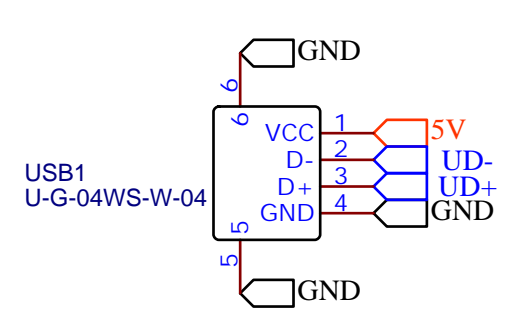 GND
6
6
VCC 1 5V
D- 2 UD-
USB1
D+ 3 UD+
U-G-04WS-W-04
GND 4 GND
5
5
GND